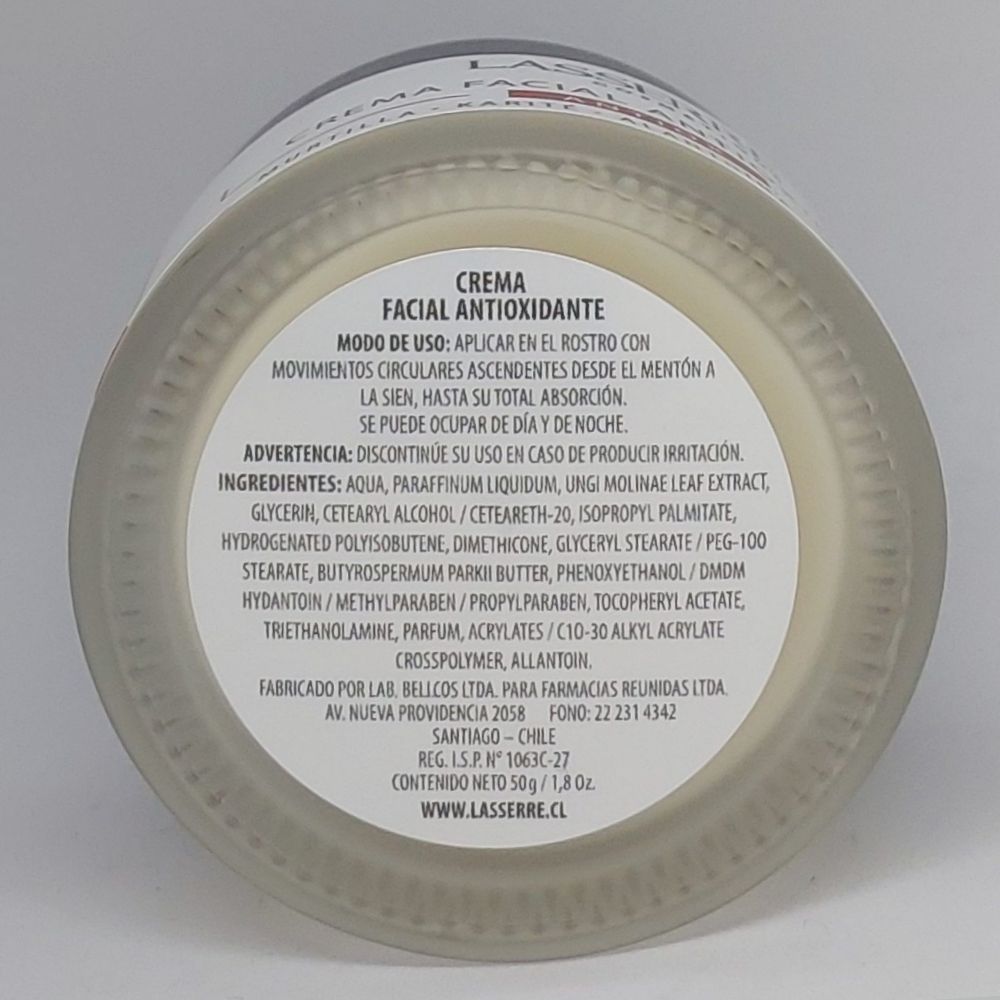 CREMA FACIAL
MURTILLA - KARITÉ
CREMA
FACIAL ANTIOXIDANTE
MODO DE USO: APLICAR EN EL ROSTRO CON
MOVIMIENTOS CIRCULARES ASCENDENTES DESDE EL MENTÓN A
LA SIEN, HASTA SU TOTAL ABSORCIÓN.
SE PUEDE OCUPAR DE DÍA Y DE NOCHE.
ADVERTENCIA: DISCONTINÚE SU USO EN CASO DE PRODUCIR IRRITACIÓN.
INGREDIENTES: AQUA, PARAFFINUM LIQUIDUM, UNGI MOLINAE LEAF EXTRACT,
GLYCERIN, CETEARYL ALCOHOL / CETEARETH-20, ISOPROPYL PALMITATE,
HYDROGENATED POLYISOBUTENE, DIMETHICONE, GLYCERYL STEARATE / PEG-100
STEARATE, BUTYROSPERMUM PARKII BUTTER, PHENOXYETHANOL / DMDM
HYDANTOIN / METHYLPARABEN / PROPYLPARABEN, TOCOPHERYL ACETATE,
TRIETHANOLAMINE, PARFUM, ACRYLATES / C10-30 ALKYL ACRYLATE
CROSSPOLYMER, ALLANTOIN.
FABRICADO POR LAB. BELLCOS LTDA. PARA FARMACIAS REUNIDAS LTDA.
AV. NUEVA PROVIDENCIA 2058 FONO: 22 231 4342
SANTIAGO – CHILE
REG. I.S.P. N° 1063C-27
CONTENIDO NETO 50 g / 1,8 Oz.
WWW.LASSERRE.CL